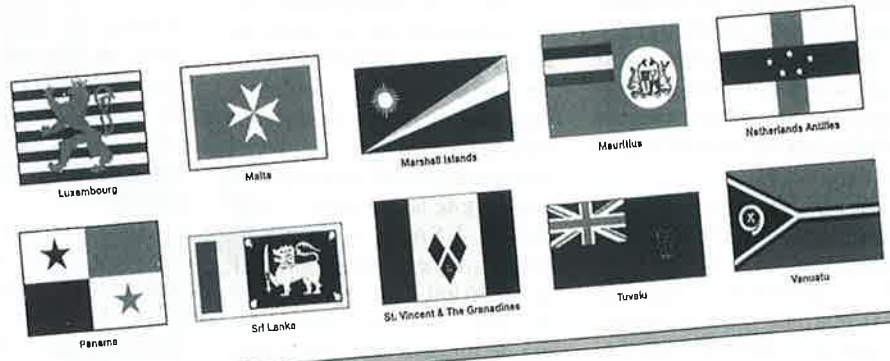 Luxembourg
Malta
Marshall Islands
Mauritius
Netherlands Antilles
Panama
Sri Lanka
St. Vincent & The Grenadines
Tuvalu
Vanuatu